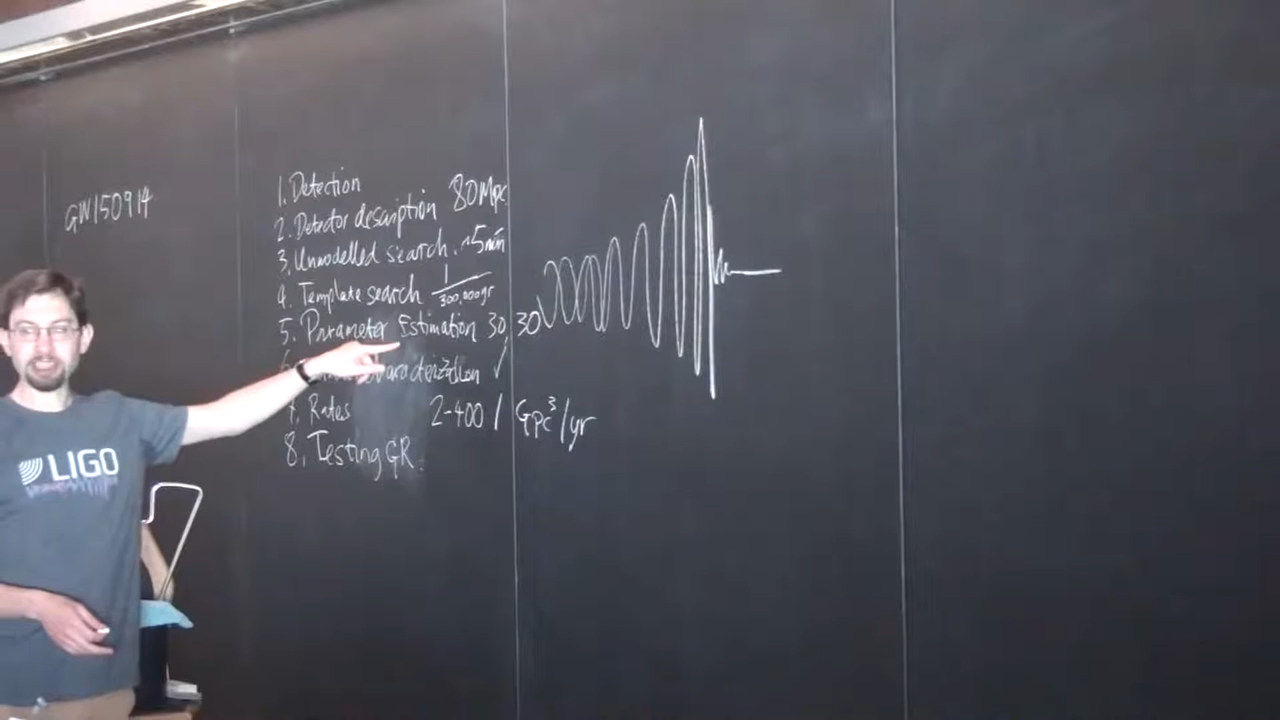 GW150914
1. Detection
2. Detector description 80Mpc
3. Unmodelled search ~5min
4. Template search 1/300,000yr
5. Parameter Estimation 30, 30
✓
7. Rates 2-400 / Gpc³/yr
8. Testing GR.
LIGO